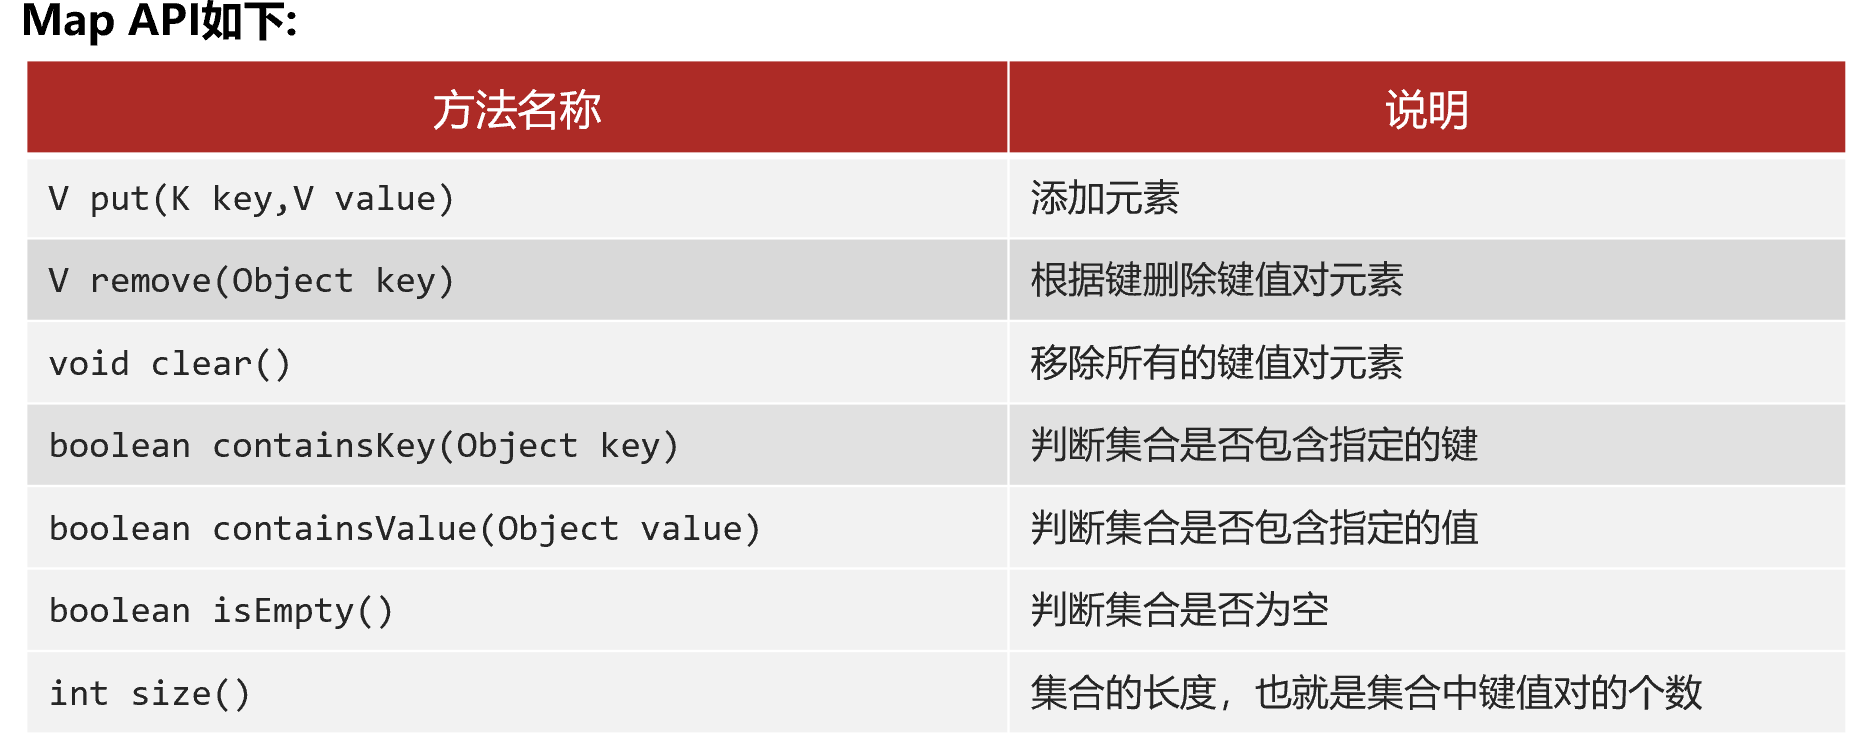 Map API如下:
方法名称 说明
V put(K key,V value) 添加元素
V remove(Object key) 根据键删除键值对元素
void clear() 移除所有的键值对元素
boolean containsKey(Object key) 判断集合是否包含指定的键
boolean containsValue(Object value) 判断集合是否包含指定的值
boolean isEmpty() 判断集合是否为空
int size() 集合的长度，也就是集合中键值对的个数